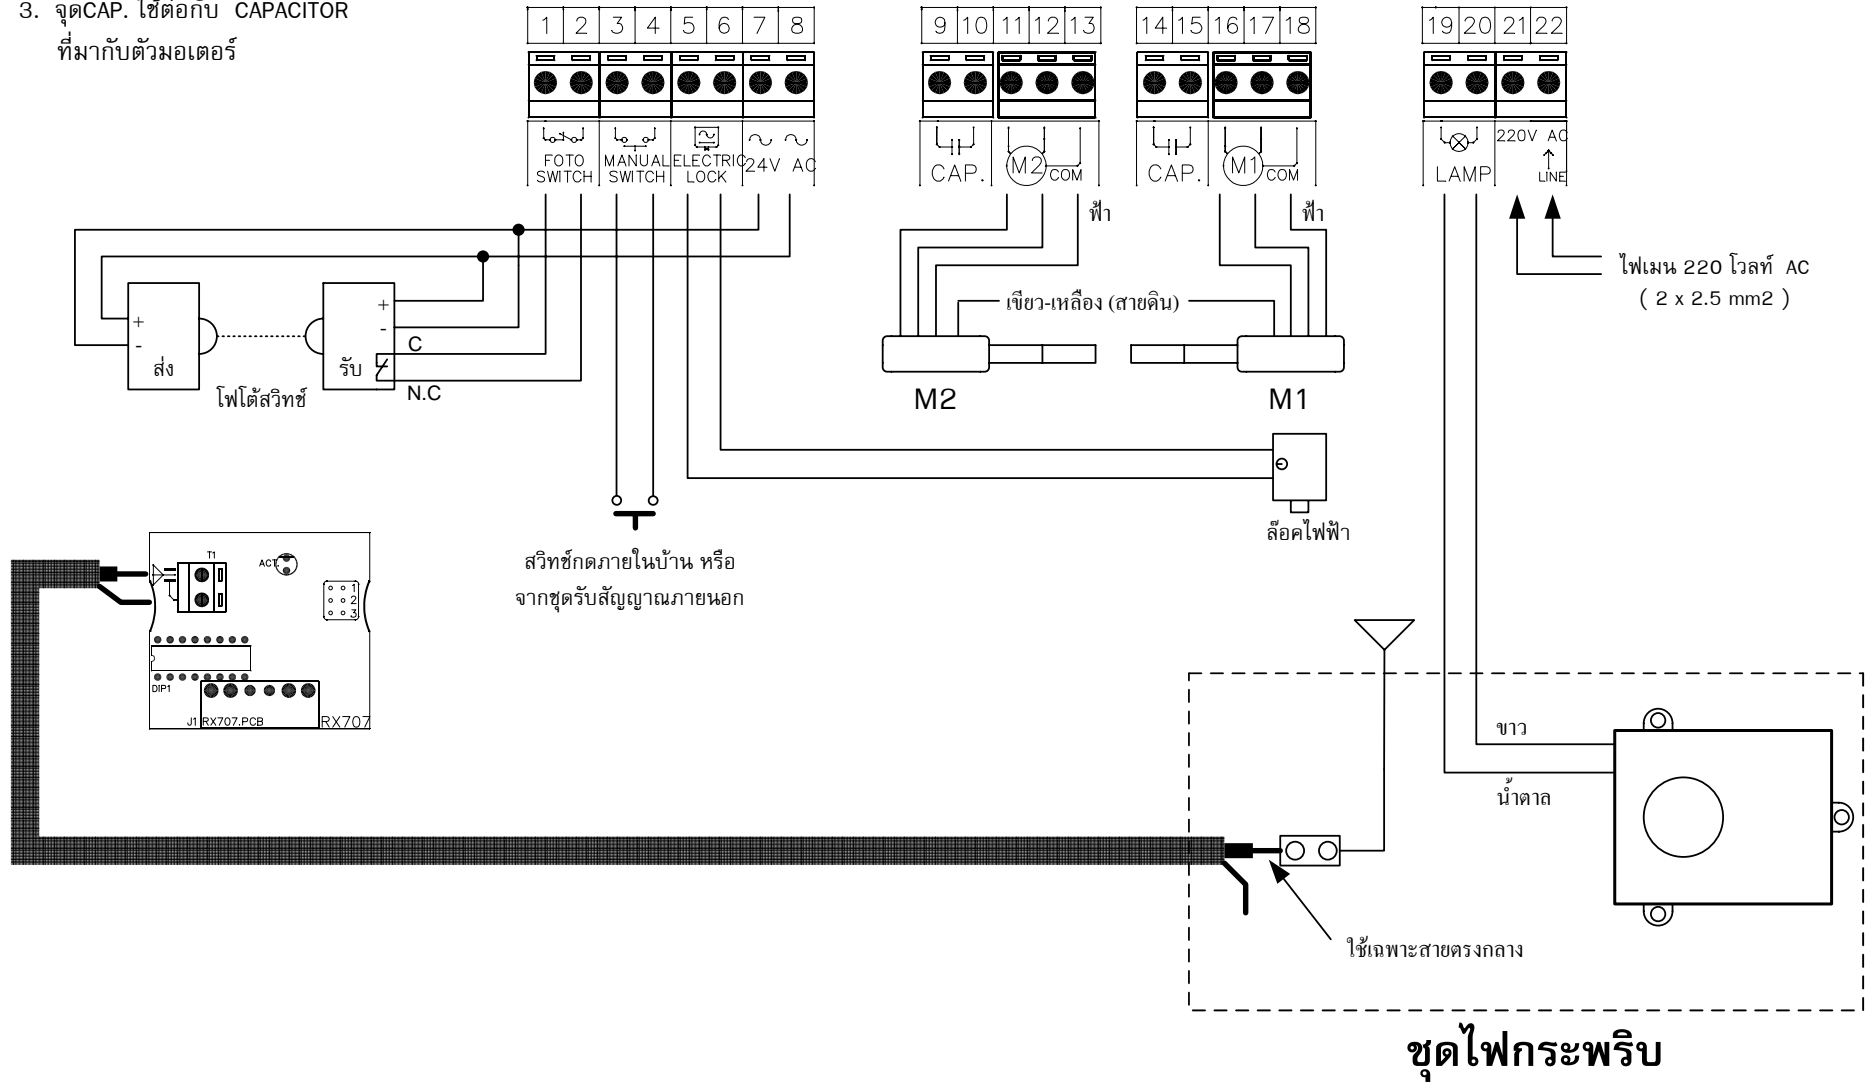 3. จุดCAP. ใช้ต่อกับ CAPACITOR
ที่มากับตัวมอเตอร์
1 2 3 4 5 6 7 8
9 10 11 12 13
14 15 16 17 18
19 20 21 22
FOTO
SWITCH
MANUAL
SWITCH
ELECTRIC
LOCK
24V AC
CAP.
M2
COM
CAP.
M1
COM
LAMP
220V AC
LINE
ฟ้า
ฟ้า
ไฟเมน 220 โวลท์ AC
( 2 x 2.5 mm2 )
เขียว-เหลือง (สายดิน)
+
-
ส่ง
+
-
รับ
C
N.C
โฟโต้สวิทช์
M2
M1
ล๊อคไฟฟ้า
สวิทช์กดภายในบ้าน หรือ
จากชุดรับสัญญาณภายนอก
T1
ACT.
1
2
3
DIP1
J1 RX707.PCB
RX707
ขาว
น้ำตาล
ใช้เฉพาะสายตรงกลาง
ชุดไฟกระพริบ